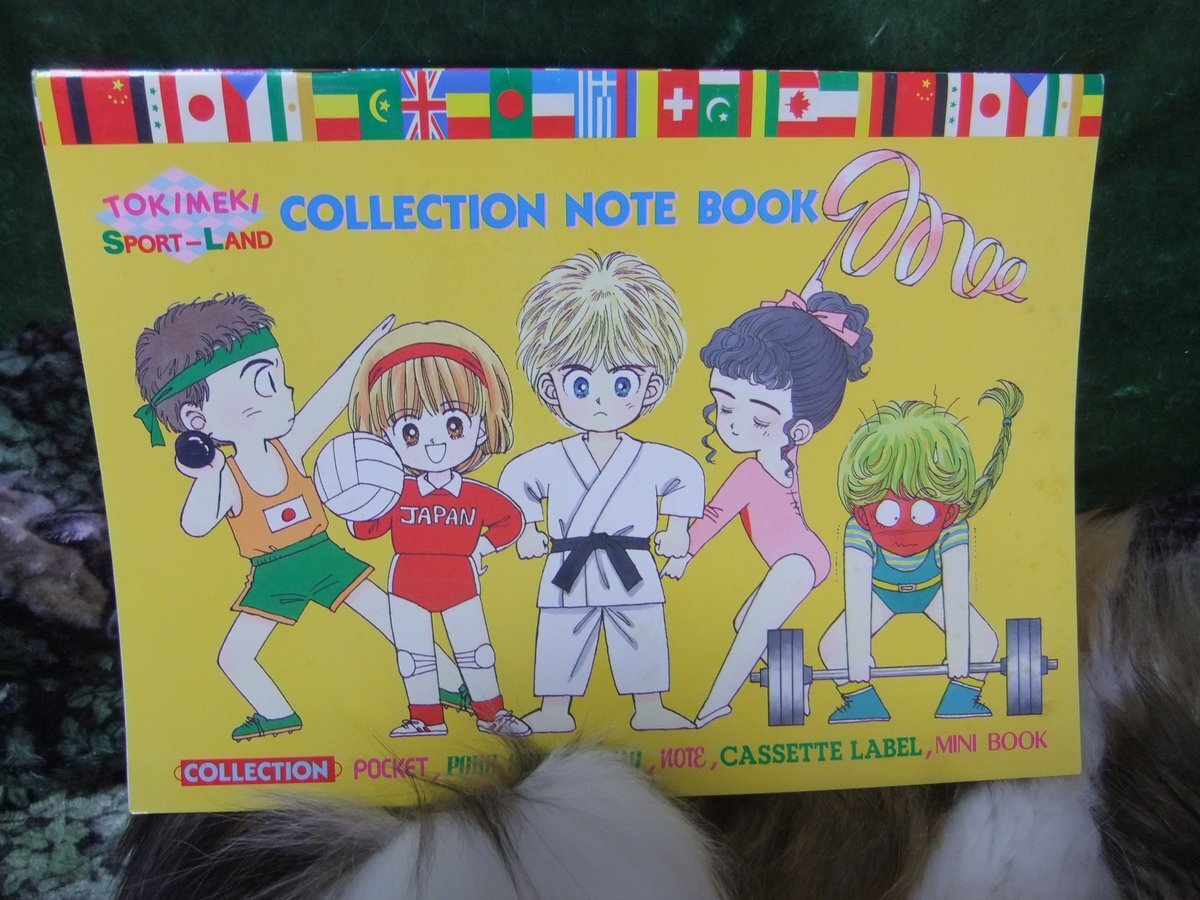 TOKIMEKI
SPORT-LAND
COLLECTION NOTE BOOK
JAPAN
COLLECTION POCKET, , NOTE, CASSETTE LABEL, MINI BOOK